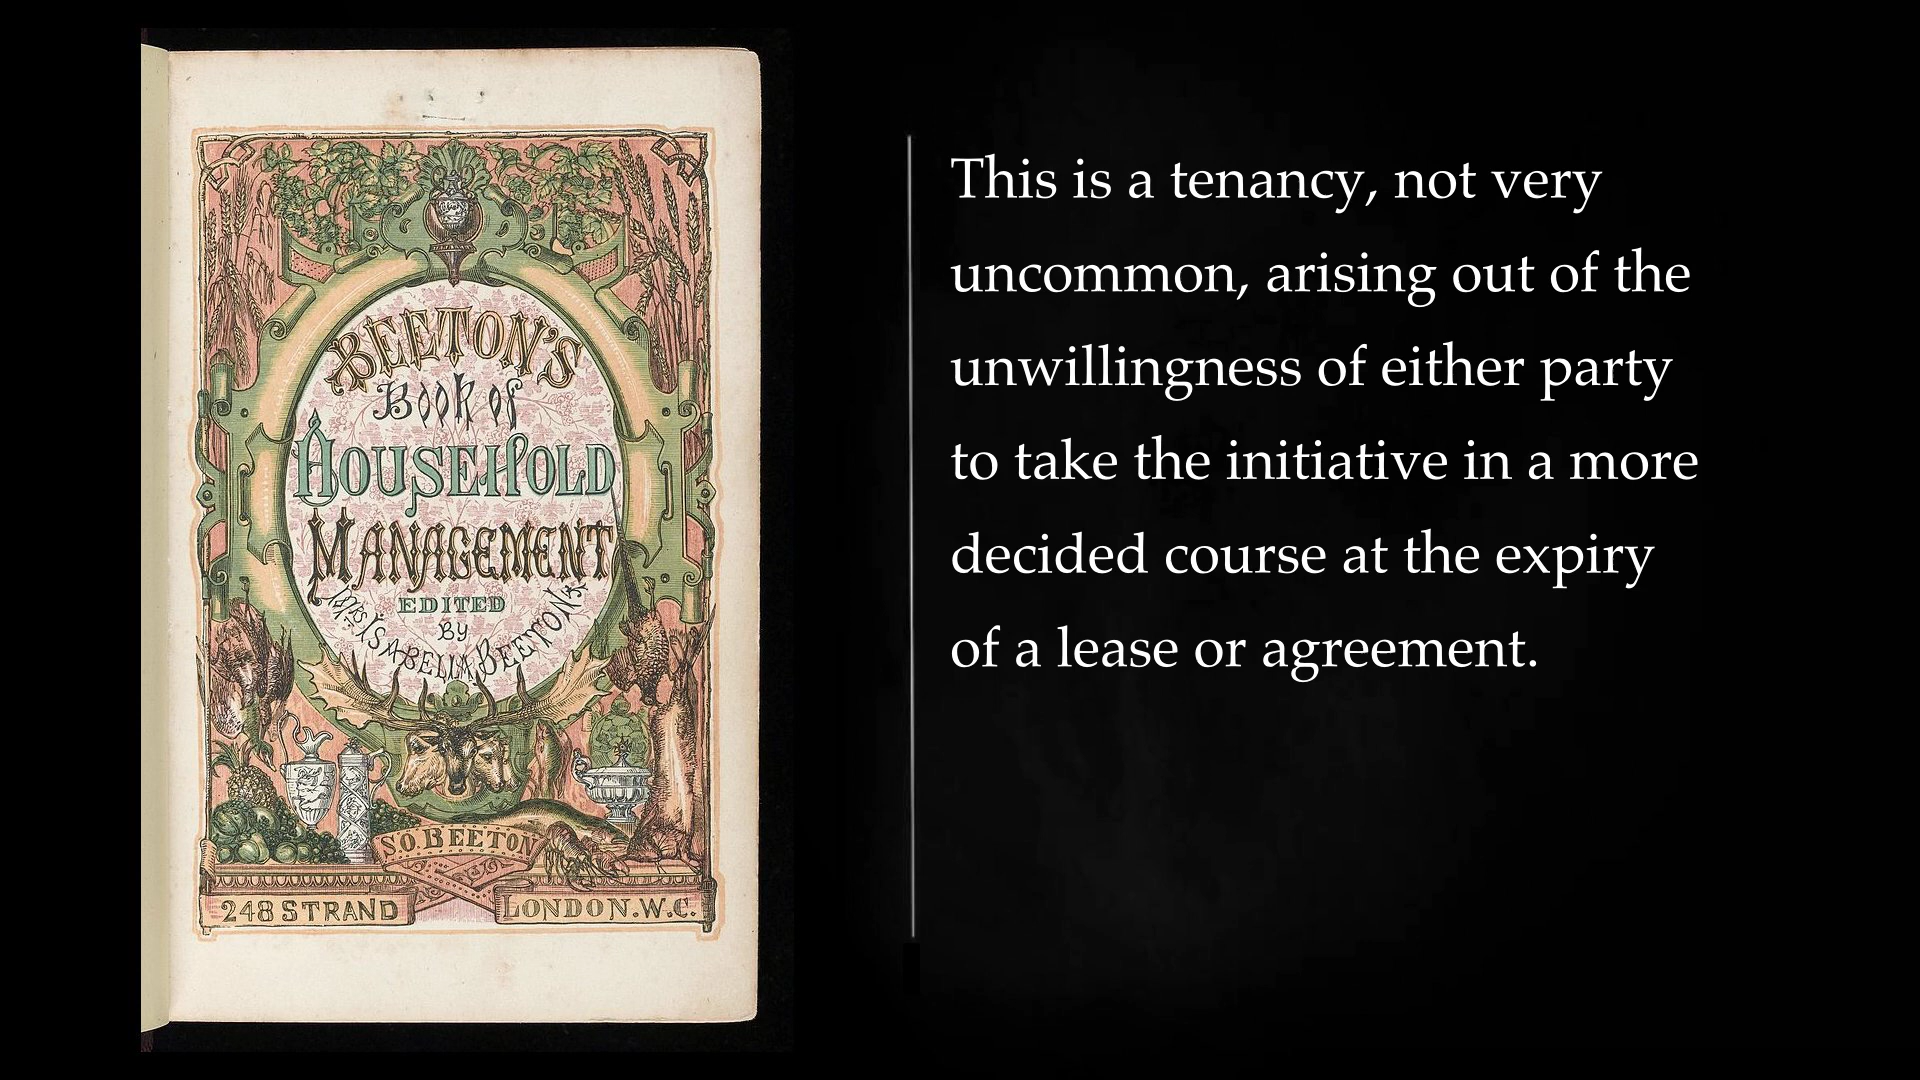 BEETON'S
Book of
HOUSEHOLD
MANAGEMENT
EDITED
BY
MRS ISABELLA BEETON
S.O. BEETON
248 STRAND
LONDON. W.C.
This is a tenancy, not very
uncommon, arising out of the
unwillingness of either party
to take the initiative in a more
decided course at the expiry
of a lease or agreement.